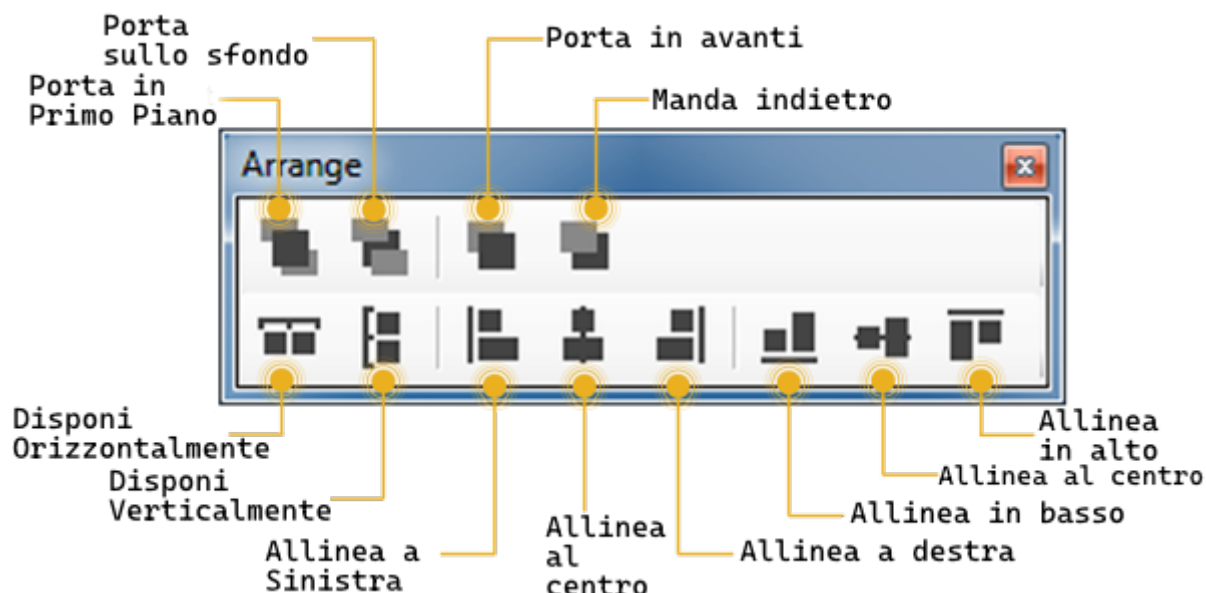 Porta
sullo sfondo
Porta in avanti
Porta in
Primo Piano
Manda indietro
Arrange
Disponi
Orizzontalmente
Allinea
in alto
Disponi
Verticalmente
Allinea al centro
Allinea in basso
Allinea a
Sinistra
Allinea
al
centro
Allinea a destra